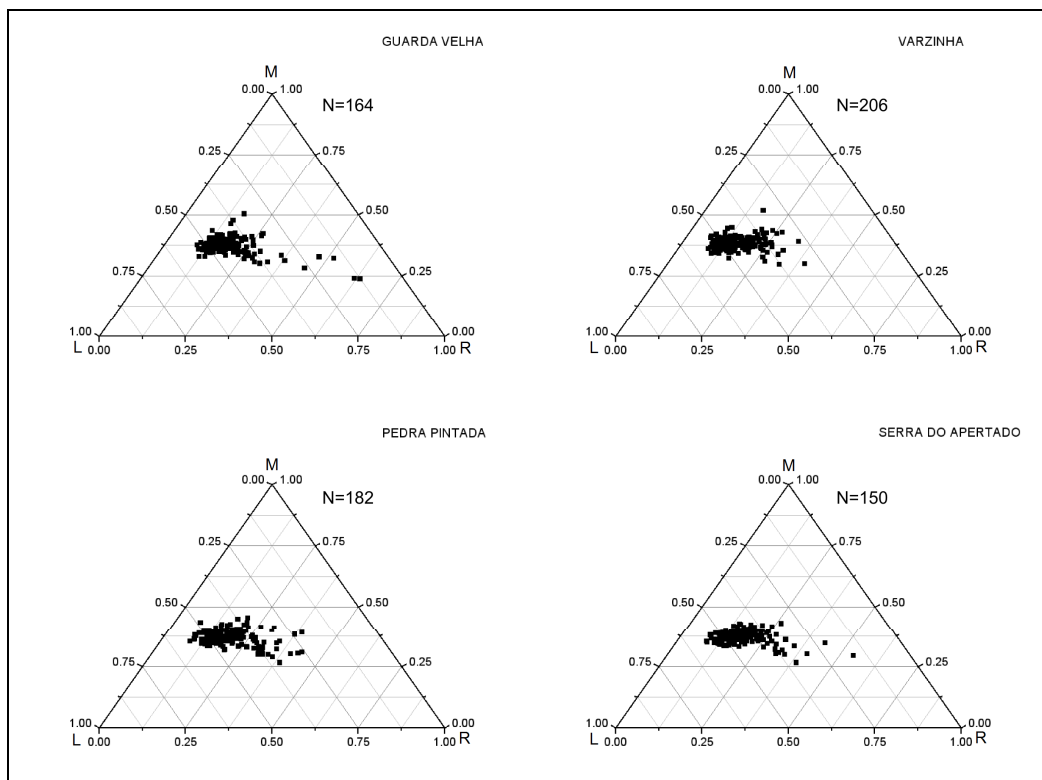 GUARDA VELHA
M
0.00 1.00
N=164
0.25 0.75
0.50 0.50
0.75 0.25
1.00 0.00
L 0.00 0.25 0.50 0.75 1.00 R
VARZINHA
M
0.00 1.00
N=206
0.25 0.75
0.50 0.50
0.75 0.25
1.00 0.00
L 0.00 0.25 0.50 0.75 1.00 R
PEDRA PINTADA
M
0.00 1.00
N=182
0.25 0.75
0.50 0.50
0.75 0.25
1.00 0.00
L 0.00 0.25 0.50 0.75 1.00 R
SERRA DO APERTADO
M
0.00 1.00
N=150
0.25 0.75
0.50 0.50
0.75 0.25
1.00 0.00
L 0.00 0.25 0.50 0.75 1.00 R